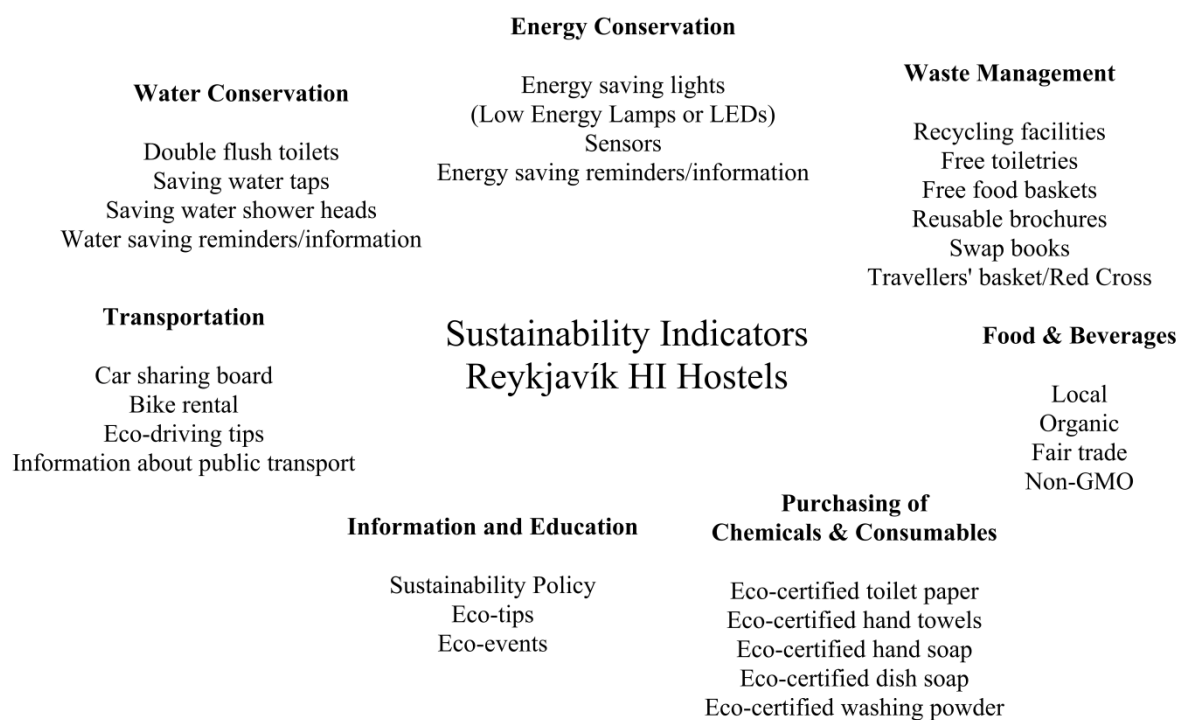 Energy Conservation
Energy saving lights
(Low Energy Lamps or LEDs)
Sensors
Energy saving reminders/information
Waste Management
Recycling facilities
Free toiletries
Free food baskets
Reusable brochures
Swap books
Travellers' basket/Red Cross
Water Conservation
Double flush toilets
Saving water taps
Saving water shower heads
Water saving reminders/information
Transportation
Car sharing board
Bike rental
Eco-driving tips
Information about public transport
Sustainability Indicators
Reykjavík HI Hostels
Food & Beverages
Local
Organic
Fair trade
Non-GMO
Information and Education
Sustainability Policy
Eco-tips
Eco-events
Purchasing of
Chemicals & Consumables
Eco-certified toilet paper
Eco-certified hand towels
Eco-certified hand soap
Eco-certified dish soap
Eco-certified washing powder